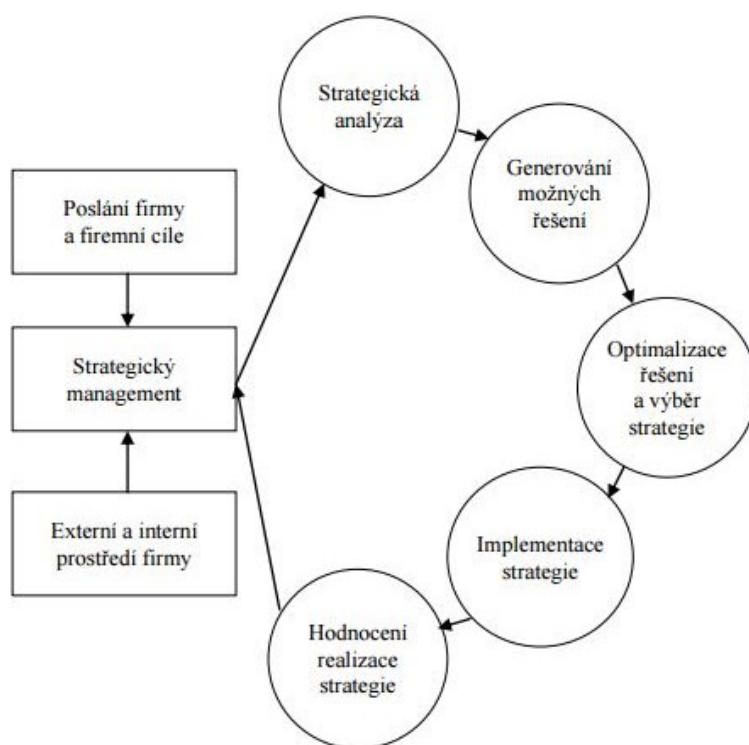 Strategická
analýza
Generování
možných
řešení
Poslání firmy
a firemní cíle
Strategický
management
Optimalizace
řešení
a výběr
strategie
Externí a interní
prostředí firmy
Implementace
strategie
Hodnocení
realizace
strategie